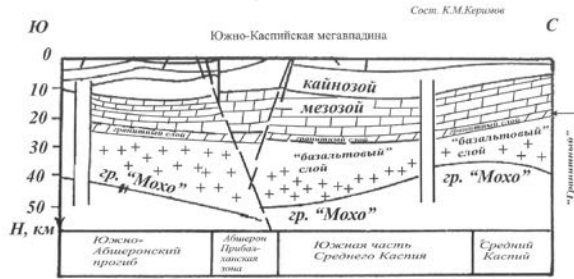 Сост. К.М.Керимов
Ю
Южно-Каспийская мегавпадина
С
0
10
20
30
40
50
Н, км
кайнозой
мезозой
гранитный слой
гранитный слой
гранитный слой
"базальтовый"
слой
"базальтовый"
слой
гр. "Мохо"
гр. "Мохо"
гр. "Мохо"
"Гранитный"
Южно-
Абшеронский
прогиб
Абшерон
Прибал-
ханская
зона
Южная часть
Среднего Каспия
Средний
Каспий